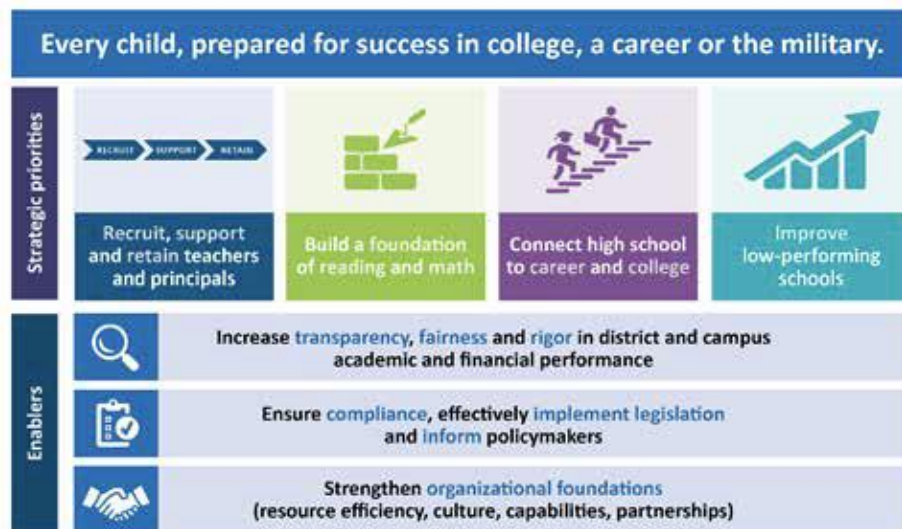 Every child, prepared for success in college, a career or the military.
Strategic priorities
RECRUIT SUPPORT RETAIN
Recruit, support
and retain teachers
and principals
Build a foundation
of reading and math
Connect high school
to career and college
Improve
low-performing
schools
Enablers
Increase transparency, fairness and rigor in district and campus
academic and financial performance
Ensure compliance, effectively implement legislation
and inform policymakers
Strengthen organizational foundations
(resource efficiency, culture, capabilities, partnerships)